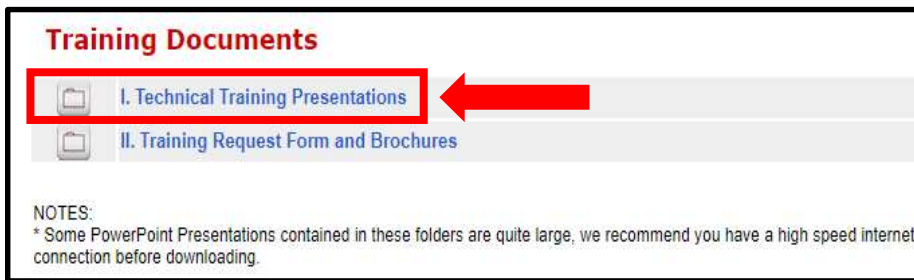 Training Documents
I. Technical Training Presentations
II. Training Request Form and Brochures
NOTES:
* Some PowerPoint Presentations contained in these folders are quite large, we recommend you have a high speed internet
connection before downloading.